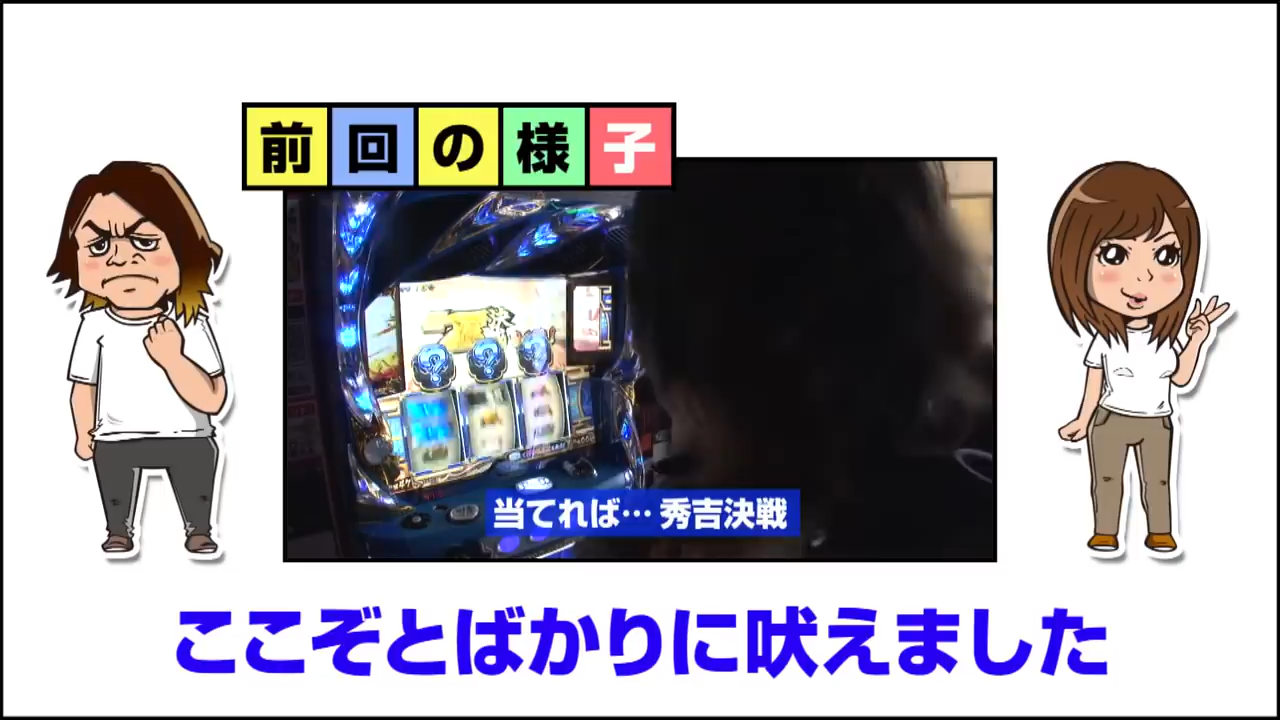 前回の様子
当てれば… 秀吉決戦
ここぞとばかりに吠えました